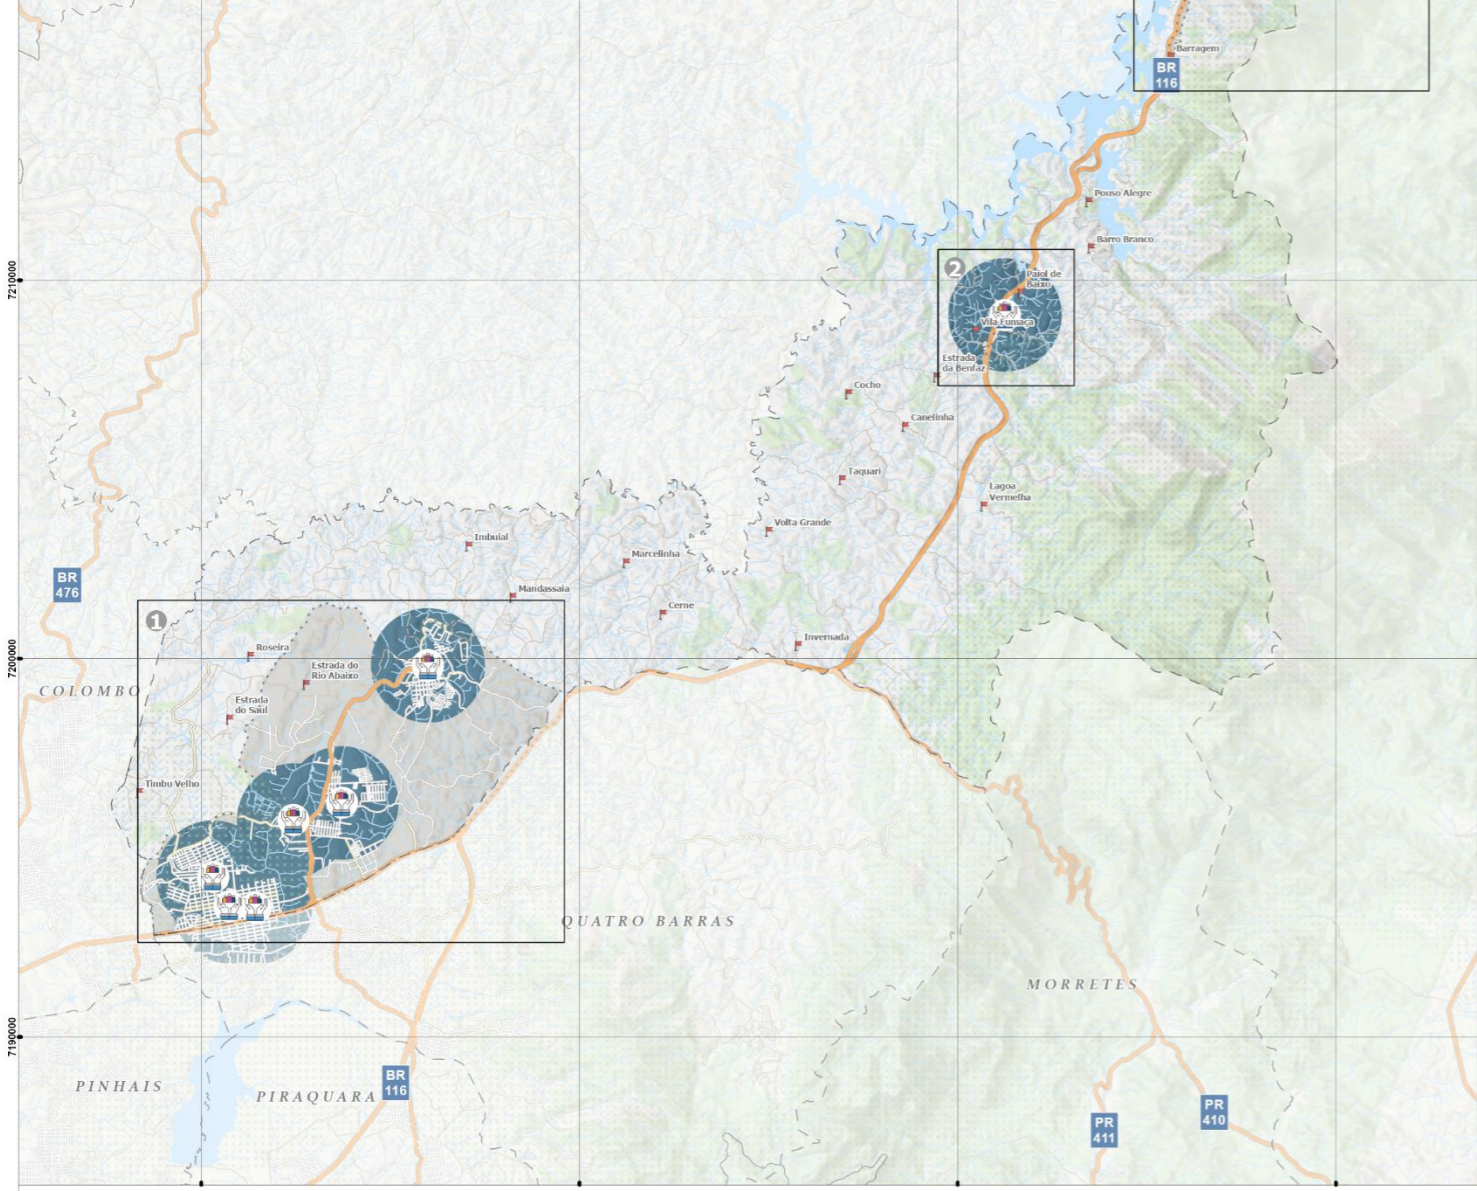 Barragem
BR
116
Pouso Alegre
Barro Branco
7210000
2
Paiol de
Baixo
Vila Fumaça
Estrada
da Benfaz
Cocho
Canelinha
Taquari
Lagoa
Vermelha
Volta Grande
Imbuial
Marcelinha
BR
476
Mandassaia
Cerne
1
Invernada
Roseira
7200000
Estrada do
Rio Abaixo
COLOMBO
Estrada
do Saul
Timbu Velho
QUATRO BARRAS
MORRETES
7190000
PINHAIS
PIRAQUARA
BR
116
PR
410
PR
411